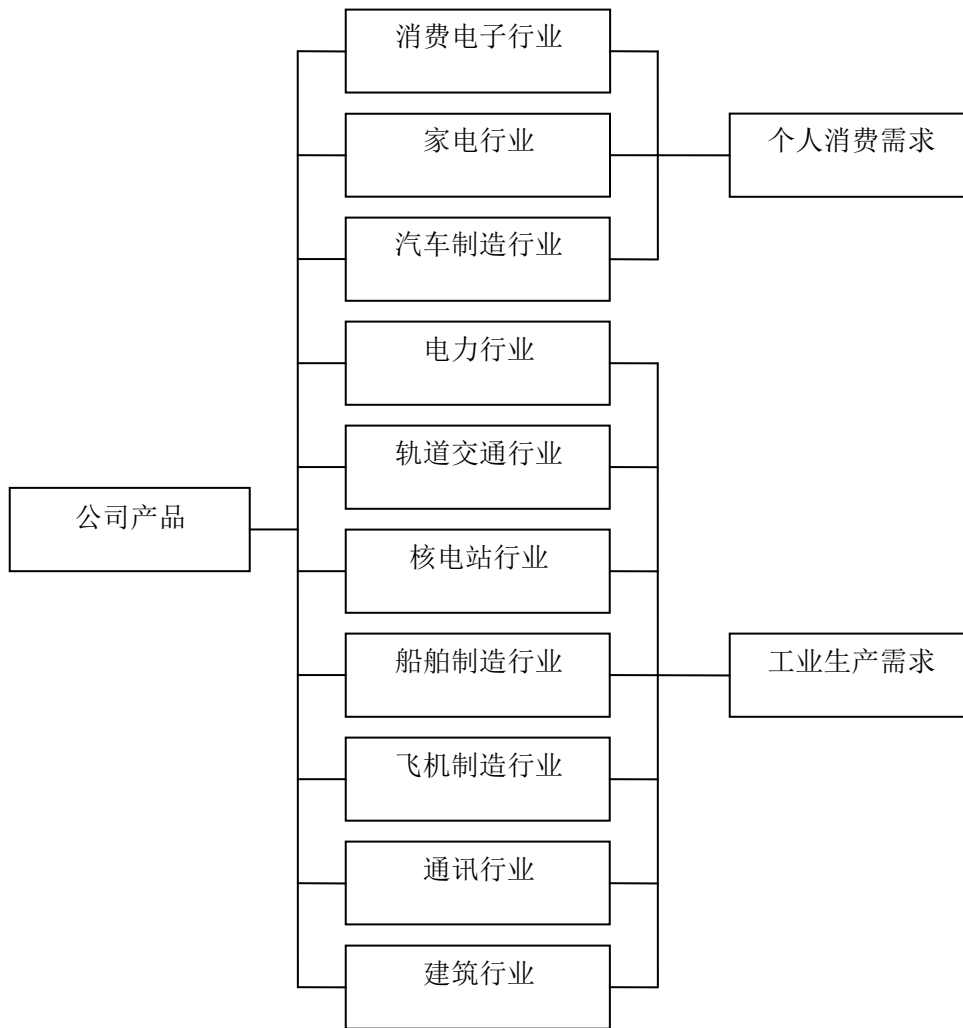 消费电子行业
家电行业
个人消费需求
汽车制造行业
电力行业
轨道交通行业
公司产品
核电站行业
船舶制造行业
工业生产需求
飞机制造行业
通讯行业
建筑行业